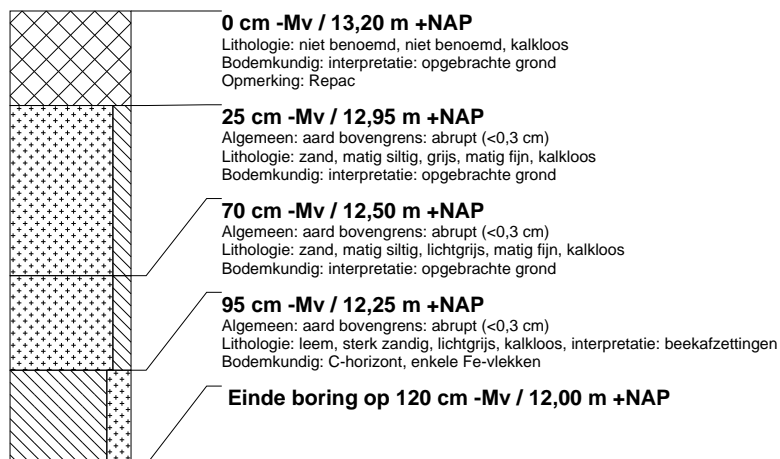 0 cm -Mv / 13,20 m +NAP
Lithologie: niet benoemd, niet benoemd, kalkloos
Bodemkundig: interpretatie: opgebrachte grond
Opmerking: Repac
25 cm -Mv / 12,95 m +NAP
Algemeen: aard bovengrens: abrupt (<0,3 cm)
Lithologie: zand, matig siltig, grijs, matig fijn, kalkloos
Bodemkundig: interpretatie: opgebrachte grond
70 cm -Mv / 12,50 m +NAP
Algemeen: aard bovengrens: abrupt (<0,3 cm)
Lithologie: zand, matig siltig, lichtgrijs, matig fijn, kalkloos
Bodemkundig: interpretatie: opgebrachte grond
95 cm -Mv / 12,25 m +NAP
Algemeen: aard bovengrens: abrupt (<0,3 cm)
Lithologie: leem, sterk zandig, lichtgrijs, kalkloos, interpretatie: beekafzettingen
Bodemkundig: C-horizont, enkele Fe-vlekken
Einde boring op 120 cm -Mv / 12,00 m +NAP